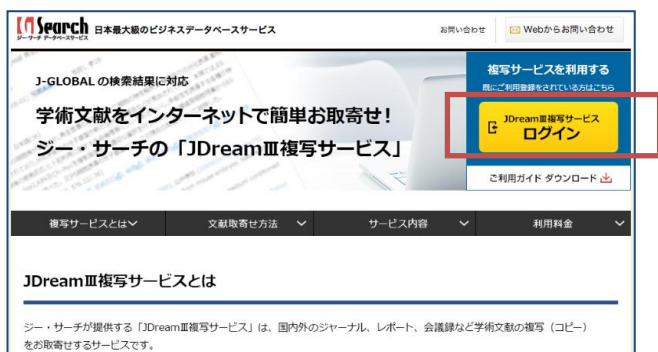 G Search
ジー・サーチ データベースサービス
日本最大級のビジネスデータベースサービス
お問い合わせ
Webからお問い合わせ
J-GLOBAL の検索結果に対応
学術文献をインターネットで簡単お取寄せ！
ジー・サーチの「JDreamⅢ複写サービス」
複写サービスを利用する
既にご利用登録をされている方はこちら
JDreamⅢ複写サービス
ログイン
ご利用ガイド ダウンロード
複写サービスとは
文献取寄せ方法
サービス内容
利用料金
JDreamⅢ複写サービスとは
ジー・サーチが提供する「JDreamⅢ複写サービス」は、国内外のジャーナル、レポート、会議録など学術文献の複写（コピー）
をお取寄せするサービスです。